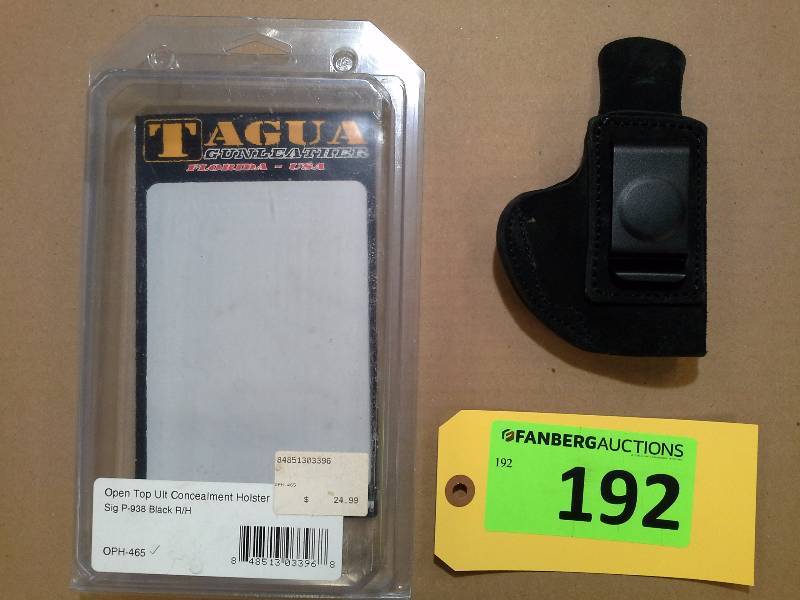 TAGUA
GUNLEATHER
FLORIDA - USA
84851303396
OPH-465
$ 24.99
Open Top Ult Concealment Holster
Sig P-938 Black R/H
OPH-465
8 48513 03396 8
FANBERGAUCTIONS
192
192